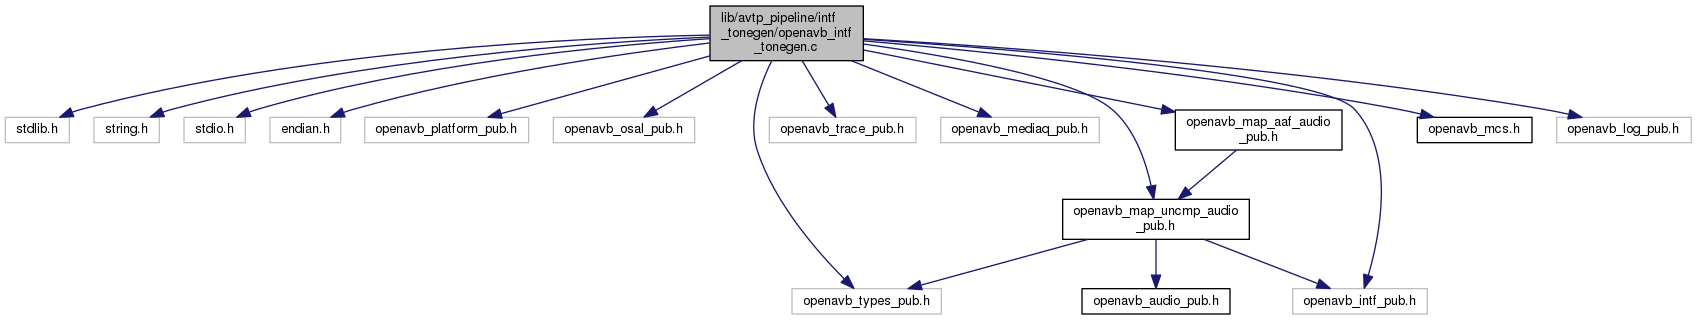 lib/avtp_pipeline/intf
_tonegen/openavb_intf
_tonegen.c
stdlib.h
string.h
stdio.h
endian.h
openavb_platform_pub.h
openavb_osal_pub.h
openavb_trace_pub.h
openavb_mediaq_pub.h
openavb_map_aaf_audio
_pub.h
openavb_mcs.h
openavb_log_pub.h
openavb_map_uncmp_audio
_pub.h
openavb_types_pub.h
openavb_audio_pub.h
openavb_intf_pub.h